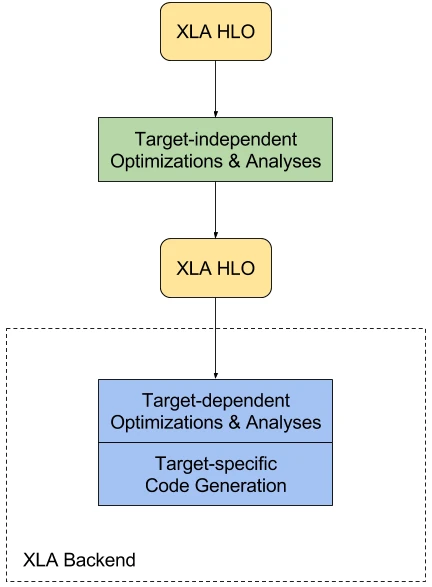 XLA HLO
Target-independent
Optimizations & Analyses
XLA HLO
Target-dependent
Optimizations & Analyses
Target-specific
Code Generation
XLA Backend